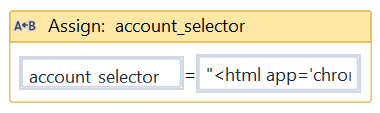 A←B Assign: account_selector
account selector = "<html app='chro